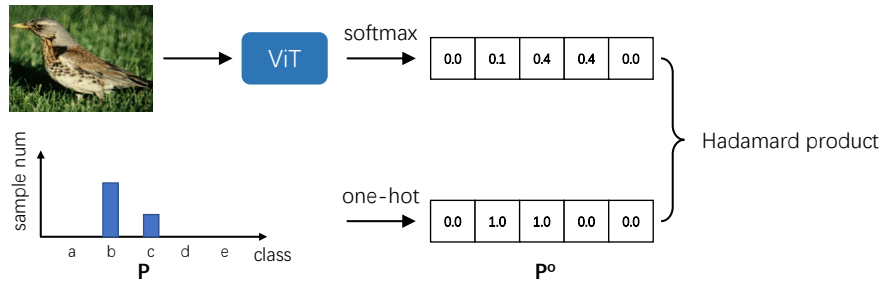 ViT
softmax
0.0 0.1 0.4 0.4 0.0
Hadamard product
sample num
a b c d e class
P
one-hot
0.0 1.0 1.0 0.0 0.0
Pᵒ